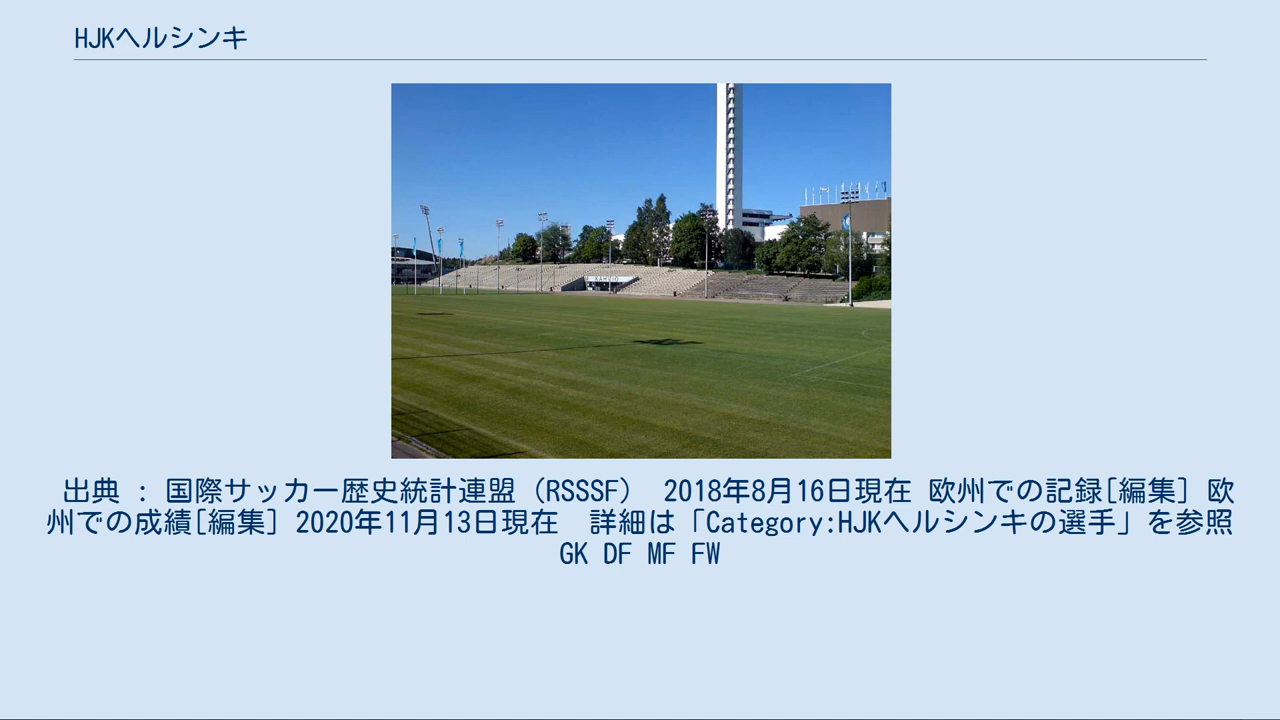 HJKヘルシンキ
KAHVIO
出典 : 国際サッカー歴史統計連盟 (RSSSF) 2018年8月16日現在 欧州での記録[編集] 欧
州での成績[編集] 2020年11月13日現在　詳細は「Category:HJKヘルシンキの選手」を参照
GK DF MF FW